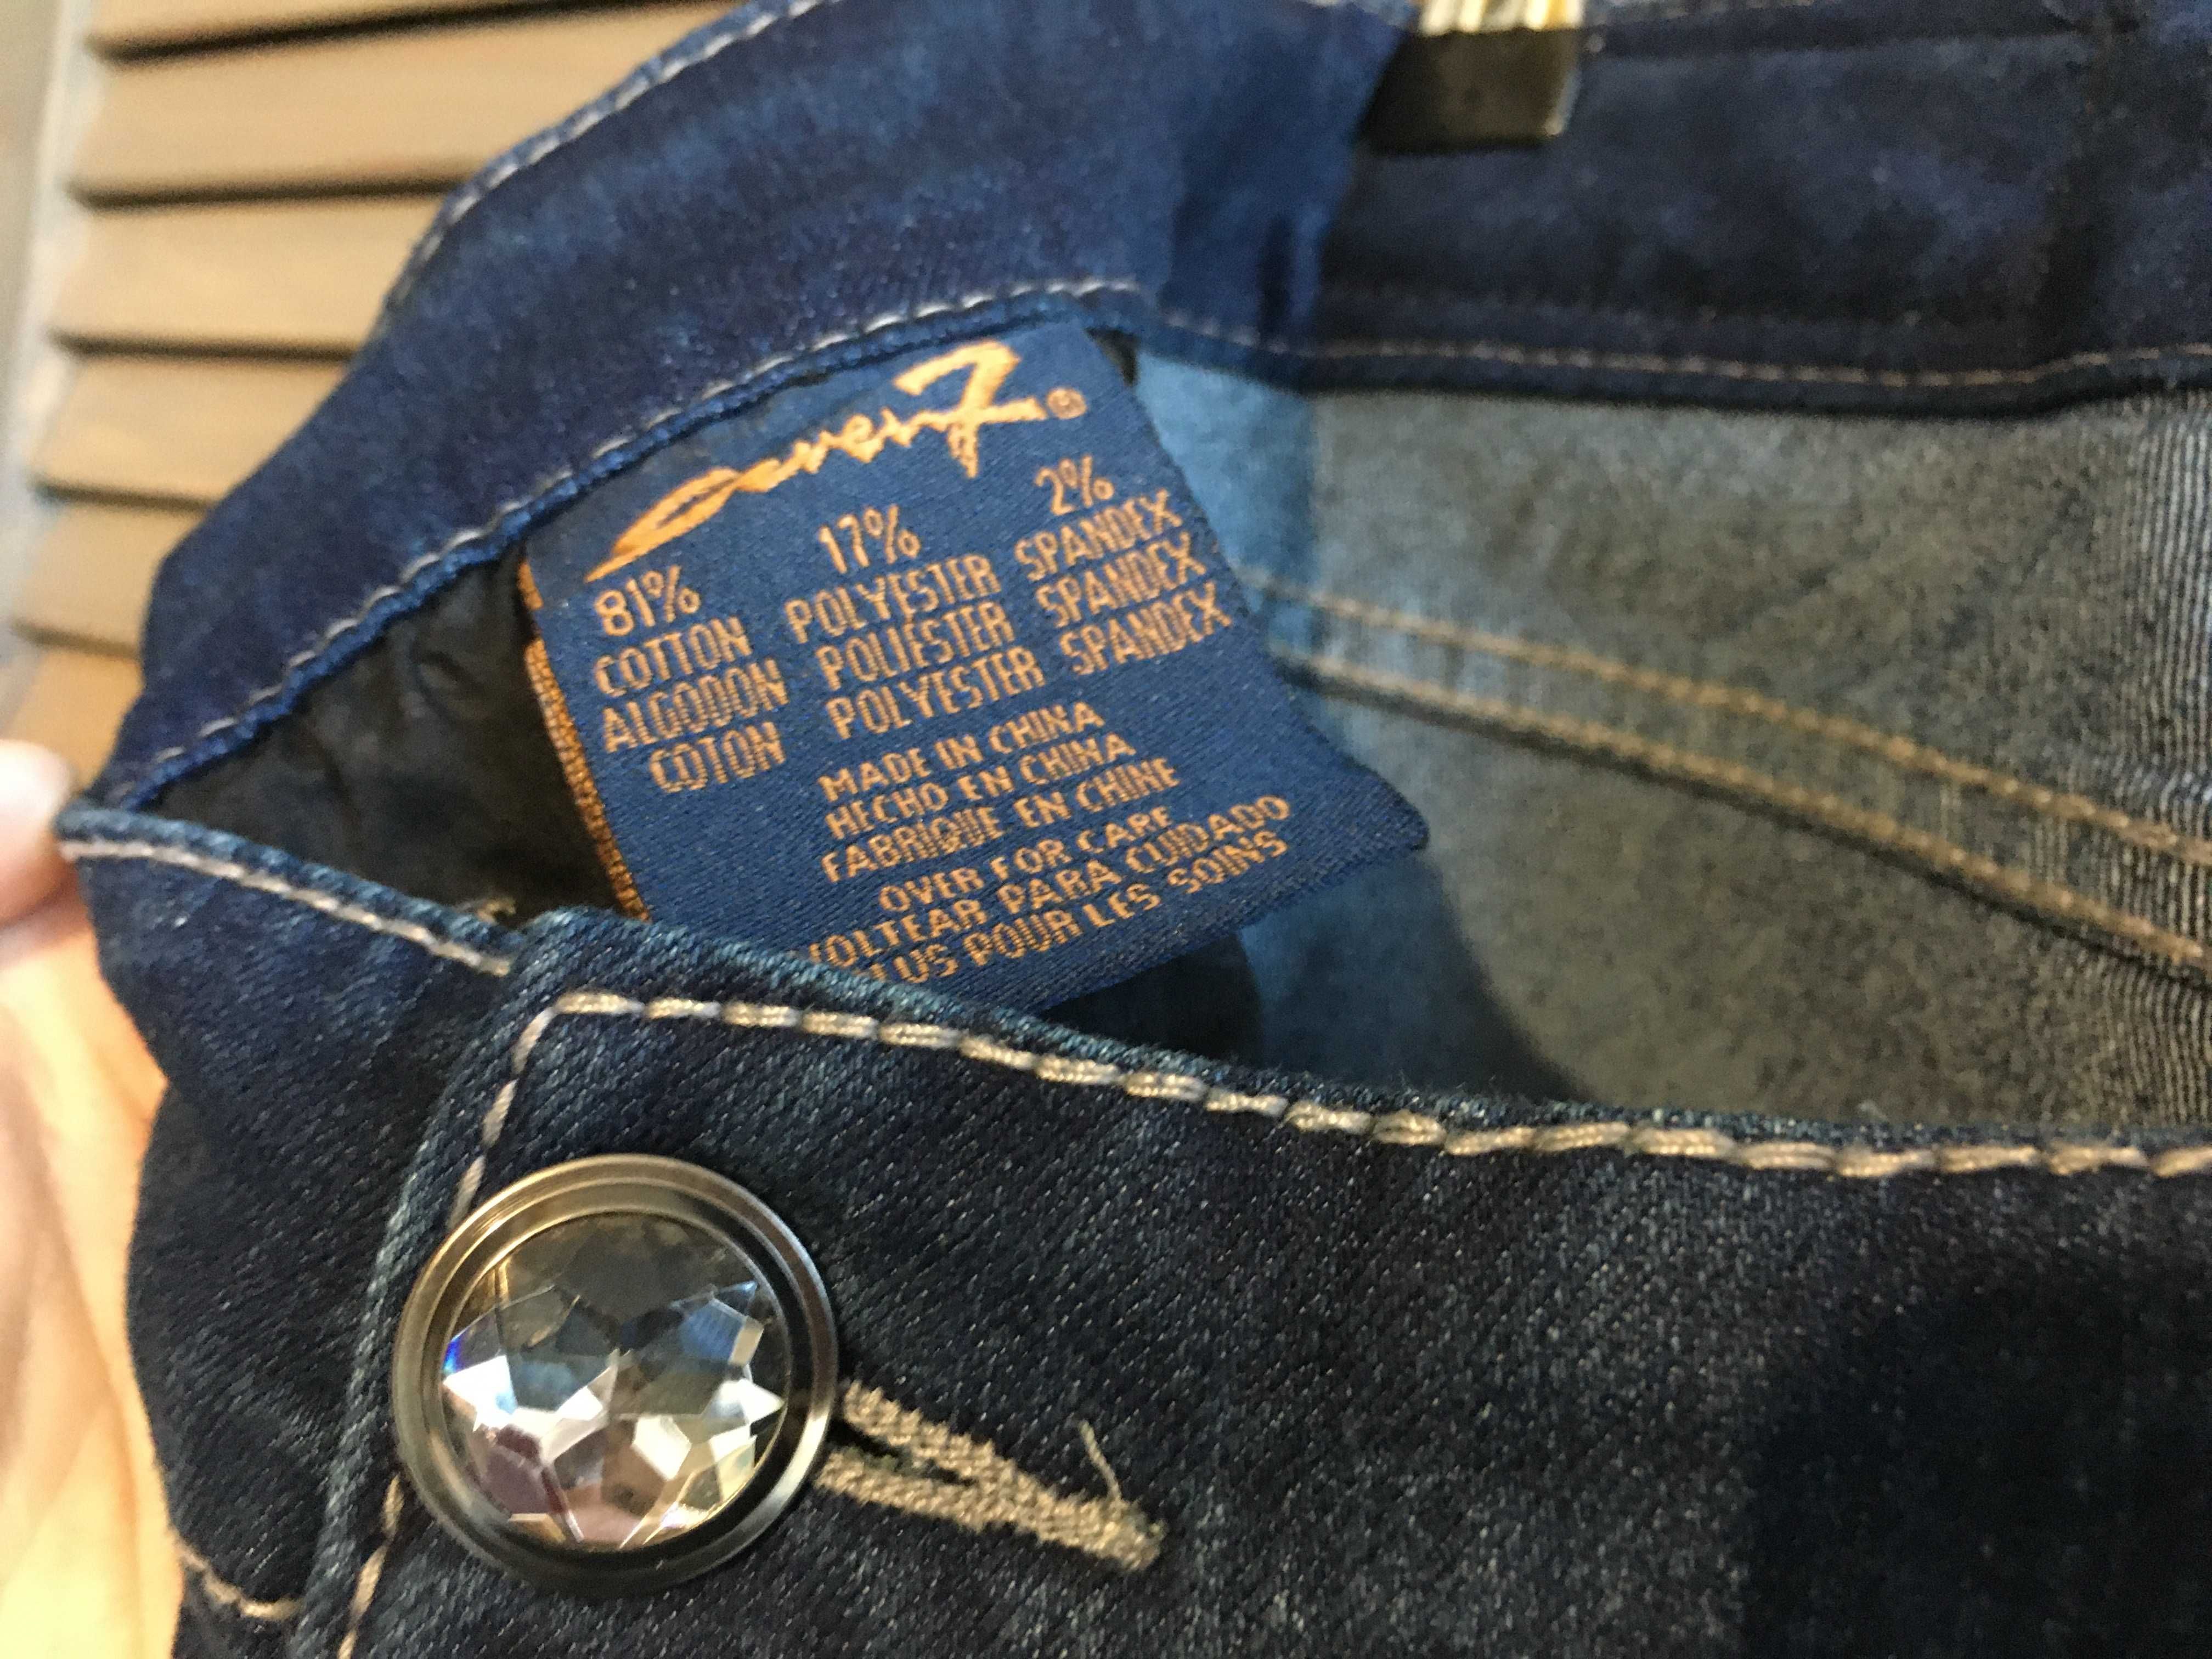 Seven7®
81% 17% 2%
COTTON POLYESTER SPANDEX
ALGODON POLIESTER SPANDEX
COTON POLYESTER SPANDEX
MADE IN CHINA
HECHO EN CHINA
FABRIQUE EN CHINE
OVER FOR CARE
VOLTEAR PARA CUIDADO
PLUS POUR LES SOINS